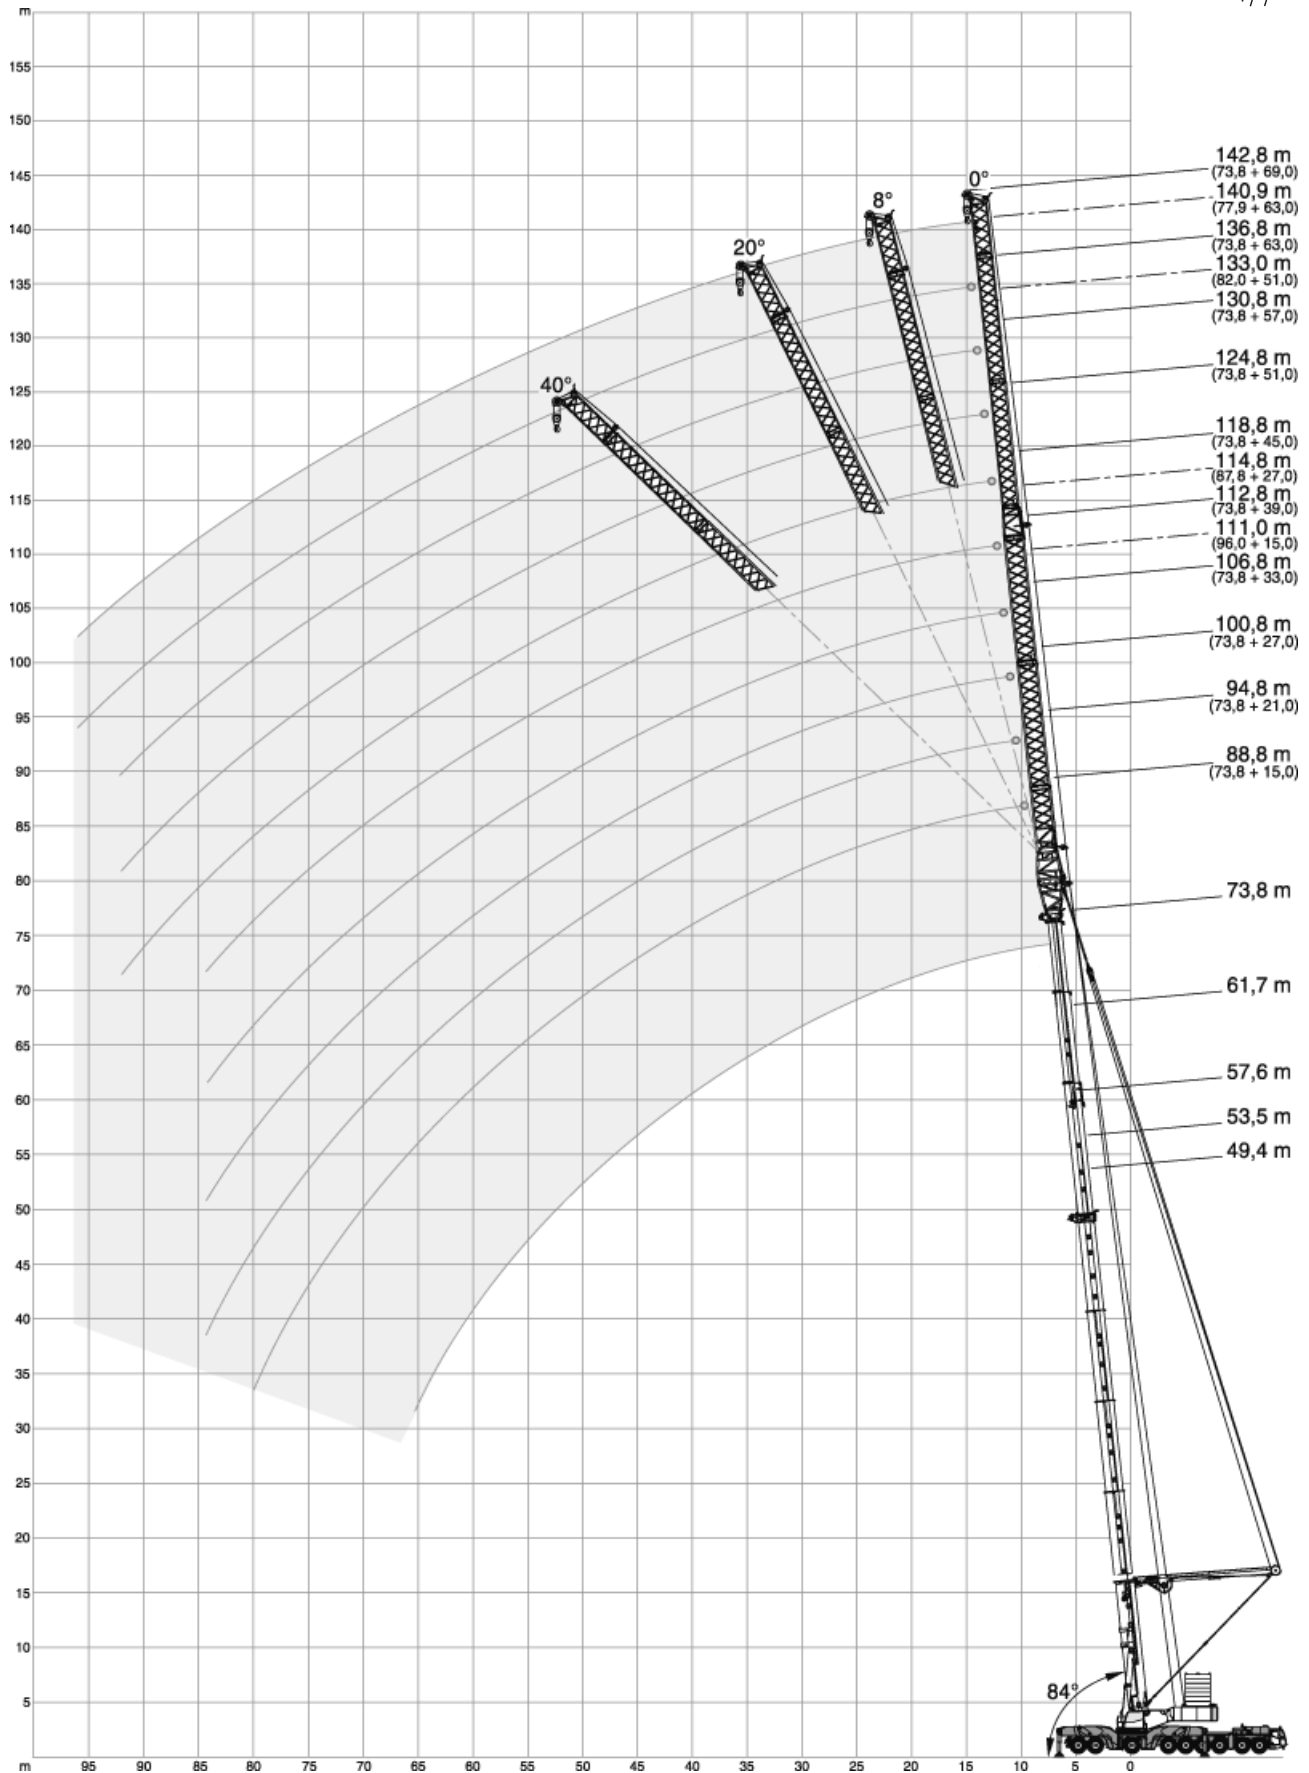 m
155
150
145
140
135
130
125
120
115
110
105
100
95
90
85
80
75
70
65
60
55
50
45
40
35
30
25
20
15
10
5
m 95 90 85 80 75 70 65 60 55 50 45 40 35 30 25 20 15 10 5 0
40°
20°
8°
0°
84°
142,8 m
(73,8 + 69,0)
140,9 m
(77,9 + 63,0)
136,8 m
(73,8 + 63,0)
133,0 m
(82,0 + 51,0)
130,8 m
(73,8 + 57,0)
124,8 m
(73,8 + 51,0)
118,8 m
(73,8 + 45,0)
114,8 m
(87,8 + 27,0)
112,8 m
(73,8 + 39,0)
111,0 m
(96,0 + 15,0)
106,8 m
(73,8 + 33,0)
100,8 m
(73,8 + 27,0)
94,8 m
(73,8 + 21,0)
88,8 m
(73,8 + 15,0)
73,8 m
61,7 m
57,6 m
53,5 m
49,4 m